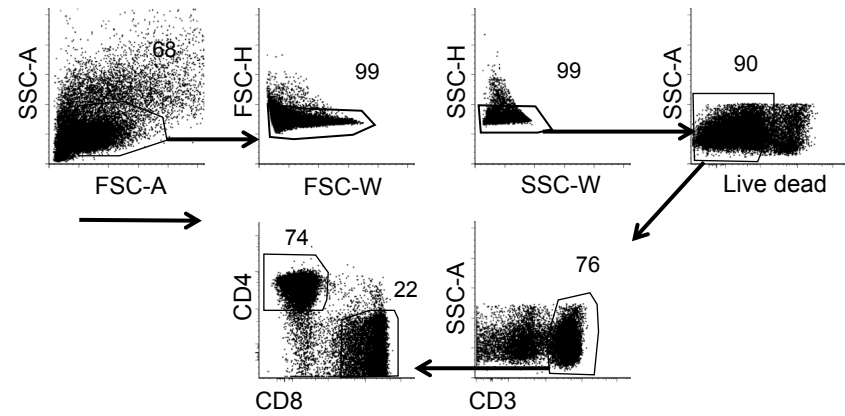 SSC-A
68
FSC-A
FSC-H
99
FSC-W
SSC-H
99
SSC-W
SSC-A
90
Live dead
CD4
74
22
CD8
SSC-A
76
CD3